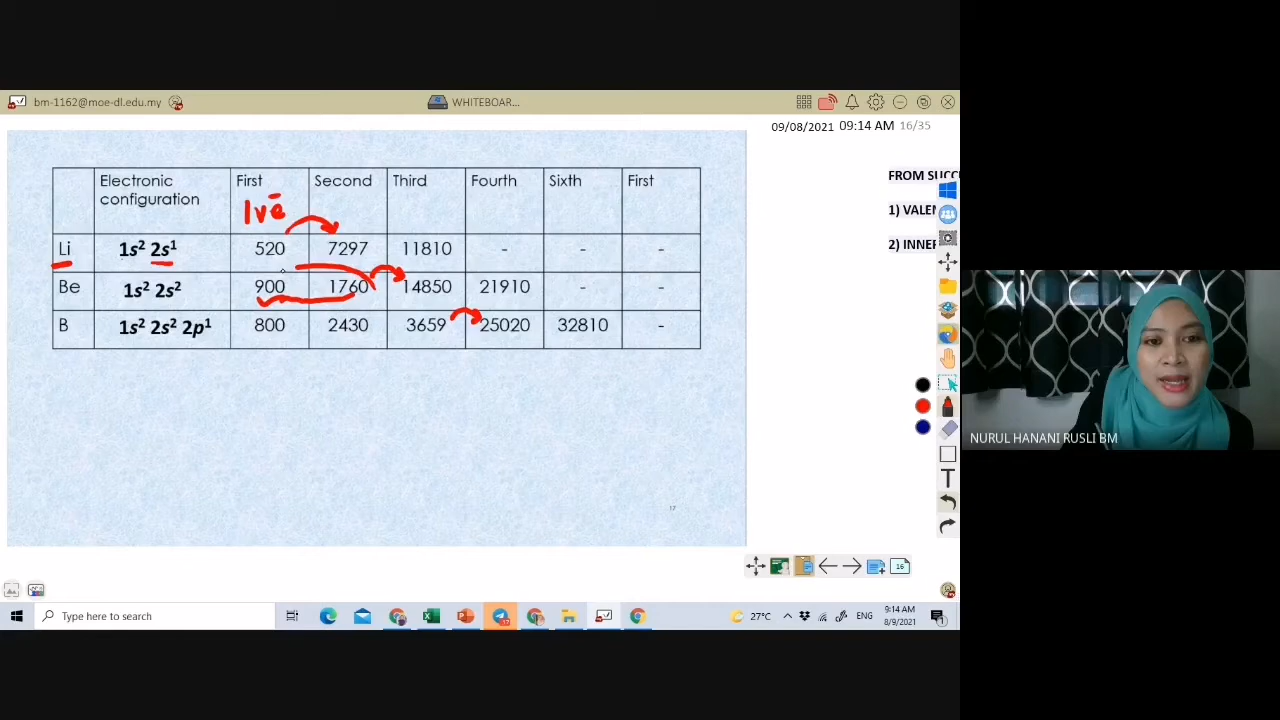 bm-1162@moe-dl.edu.my
WHITEBOAR...
09/08/2021 09:14 AM 16/35
Electronic configuration First Second Third Fourth Sixth First
1v ē
Li 1s² 2s¹ 520 7297 11810 - - -
Be 1s² 2s² 900 1760 14850 21910 - -
B 1s² 2s² 2p¹ 800 2430 3659 25020 32810 -
17
FROM SUCC
1) VALEN
2) INNER
T
16
NURUL HANANI RUSLI BM
Type here to search
27°C ENG
9:14 AM
8/9/2021